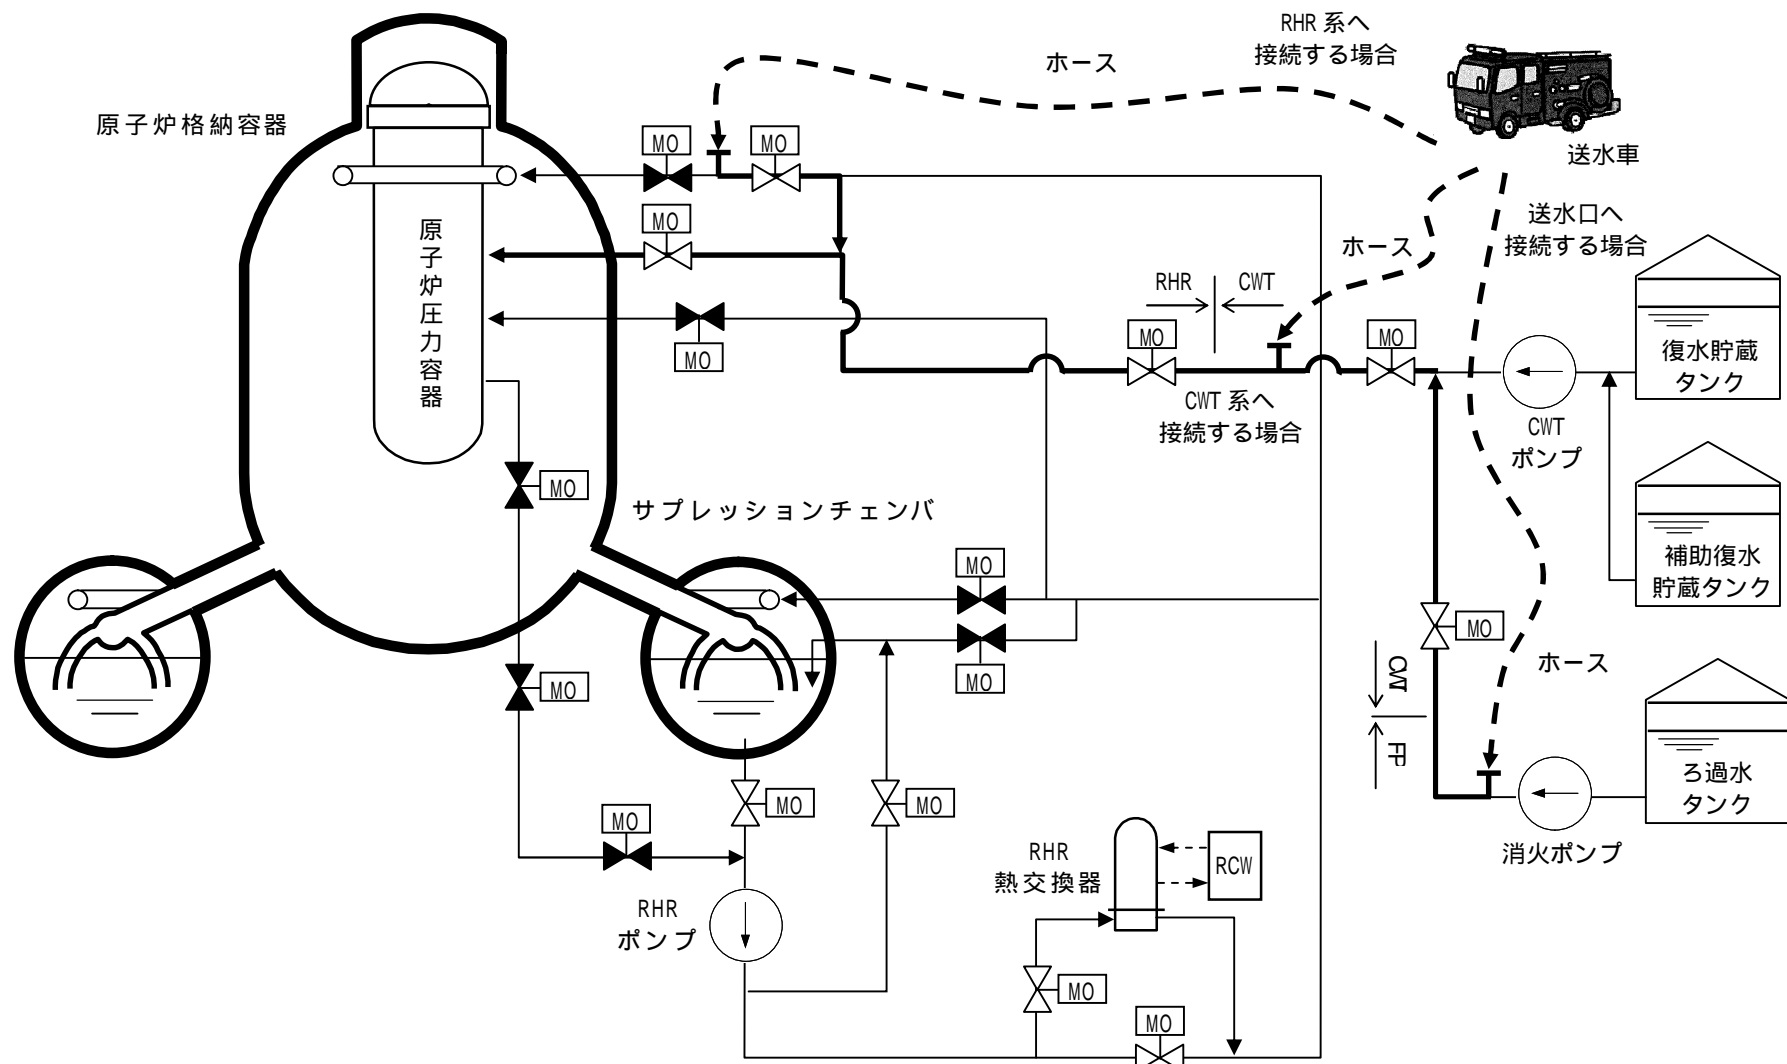 RHR 系へ
接続する場合
ホース
原子炉格納容器
MO
MO
送水車
MO
原子炉圧力容器
送水口へ
接続する場合
ホース
RHR
CWT
MO
MO
MO
復水貯蔵
タンク
CWT 系へ
接続する場合
CWT
ポンプ
MO
サプレッションチェンバ
MO
補助復水
貯蔵タンク
MO
MO
MO
CWT
FP
ホース
ろ過水
タンク
MO
MO
MO
消火ポンプ
RHR
熱交換器
RCW
RHR
ポンプ
MO
MO